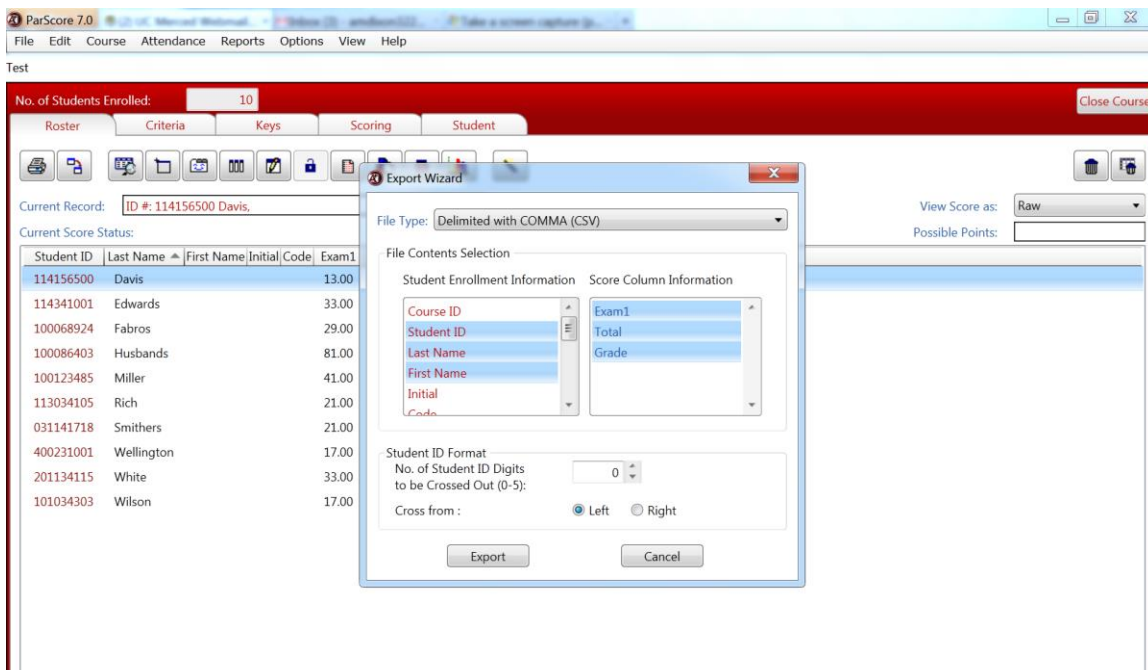 ParScore 7.0
File Edit Course Attendance Reports Options View Help
Test
No. of Students Enrolled: 10 Close Course
Roster Criteria Keys Scoring Student
Export Wizard
Current Record: ID #: 114156500 Davis, View Score as: Raw
File Type: Delimited with COMMA (CSV)
Current Score Status: Possible Points:
Student ID Last Name First Name Initial Code Exam1
File Contents Selection
114156500 Davis 13.00
Student Enrollment Information Score Column Information
114341001 Edwards 33.00
Course ID Exam1
100068924 Fabros 29.00
Student ID Total
100086403 Husbands 81.00
Last Name Grade
100123485 Miller 41.00
First Name
113034105 Rich 21.00
Initial
031141718 Smithers 21.00
Code
400231001 Wellington 17.00
Student ID Format
201134115 White 33.00
No. of Student ID Digits
to be Crossed Out (0-5): 0
101034303 Wilson 17.00
Cross from : Left Right
Export Cancel